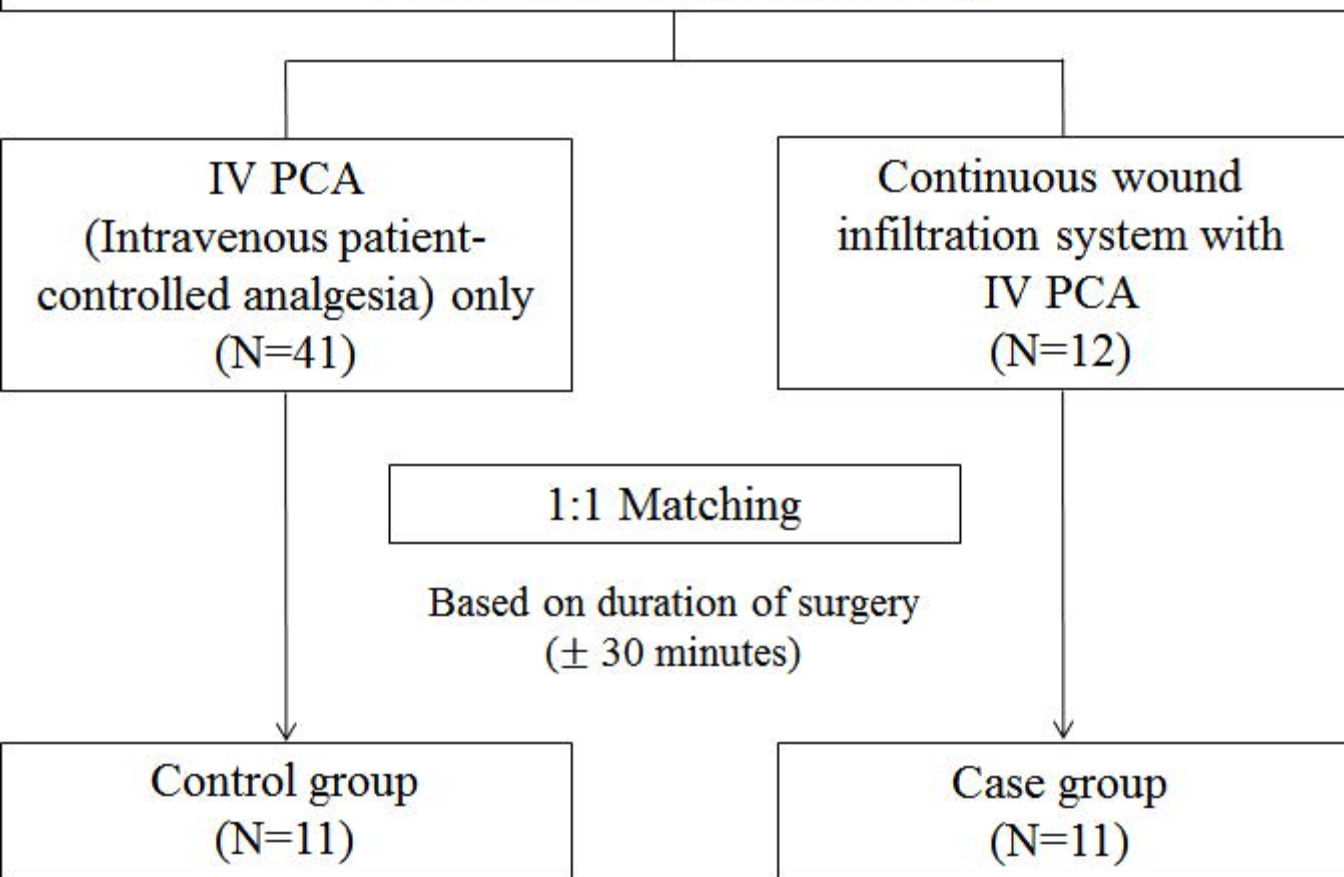 IV PCA
(Intravenous patient-
controlled analgesia) only
(N=41)
Continuous wound
infiltration system with
IV PCA
(N=12)
1:1 Matching
Based on duration of surgery
(± 30 minutes)
Control group
(N=11)
Case group
(N=11)